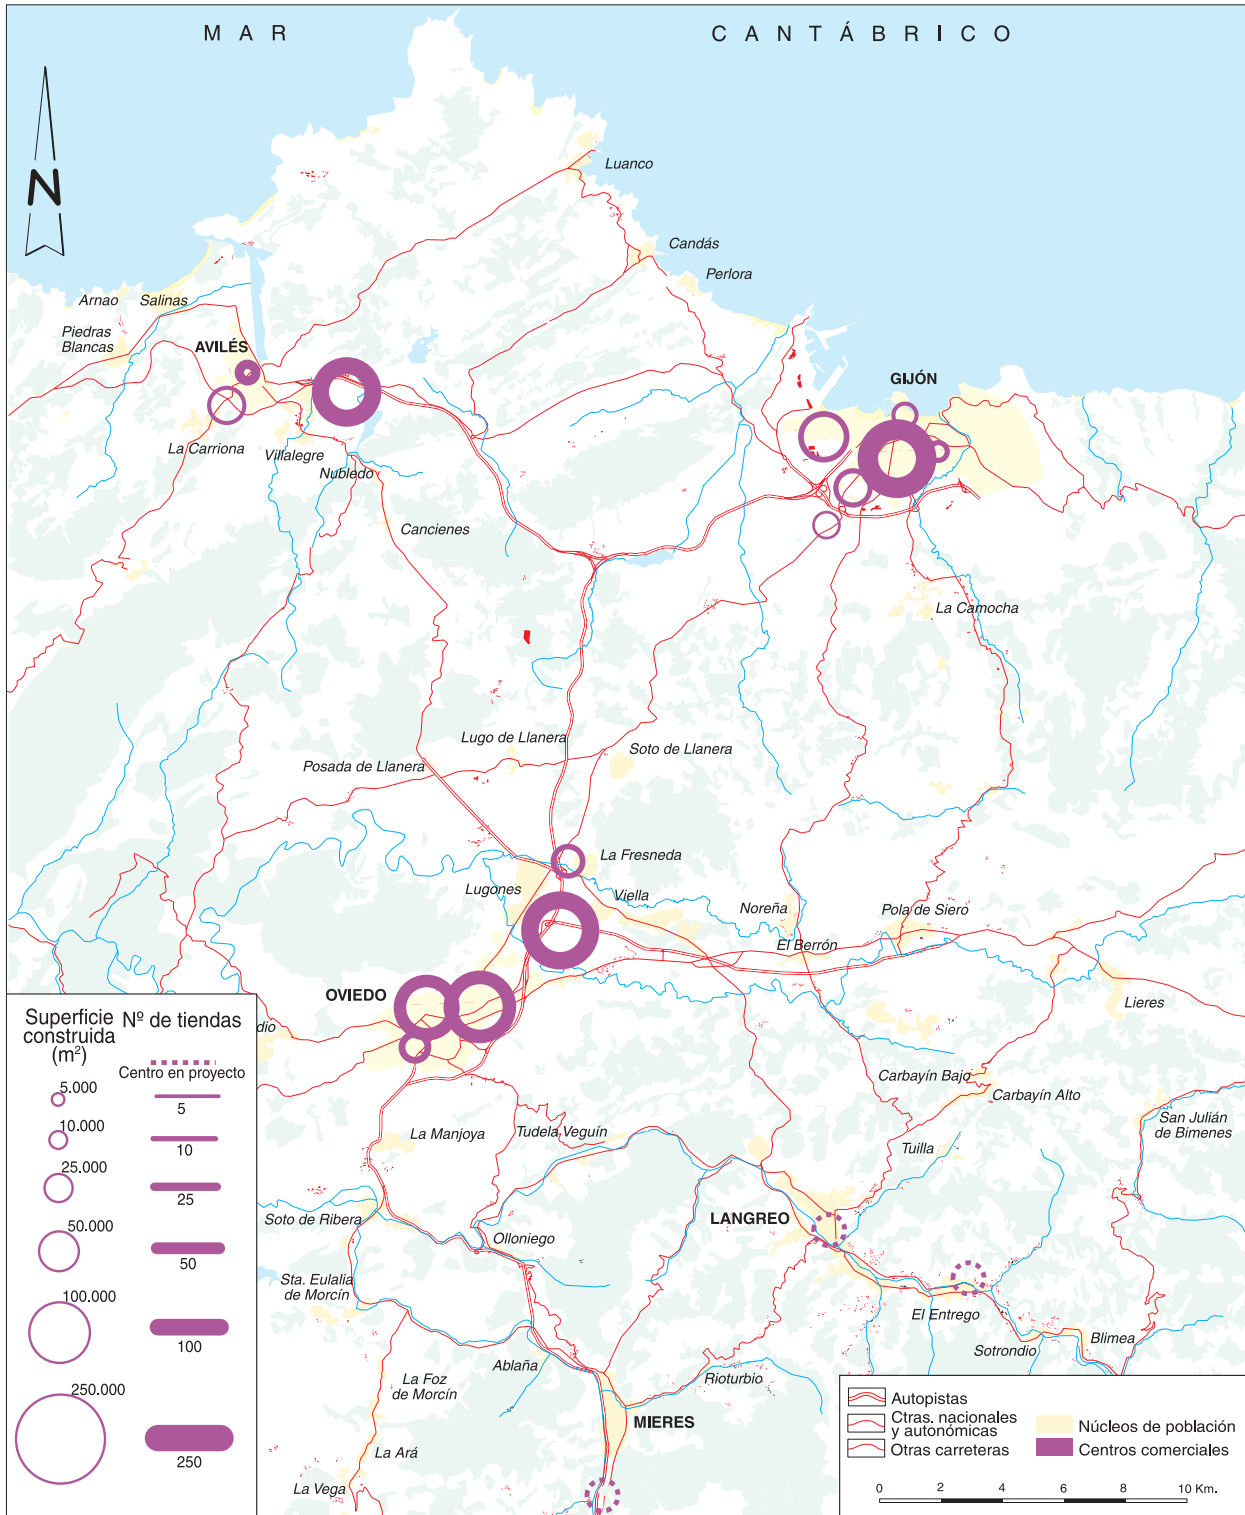 MAR CANTÁBRICO
N
Luanco
Candás
Perlora
Arnao
Salinas
Piedras
Blancas
AVILÉS
GIJÓN
La Carriona
Villalegre
Nubledo
Cancienes
La Camocha
Lugo de Llanera
Soto de Llanera
Posada de Llanera
La Fresneda
Lugones
Viella
Noreña
Pola de Siero
El Berrón
OVIEDO
Lieres
dio
Carbayín Bajo
Carbayín Alto
San Julián
de Bimenes
La Manjoya
Tudela Veguín
Tuilla
Soto de Ribera
Olloniego
LANGREO
Sta. Eulalia
de Morcín
El Entrego
Sotrondio
Blimea
Ablaña
Rioturbio
La Foz
de Morcín
MIERES
La Ará
La Vega
Superficie
construida
(m²)
5.000
10.000
25.000
50.000
100.000
250.000
Nº de tiendas
Centro en proyecto
5
10
25
50
100
250
Autopistas
Ctras. nacionales
y autonómicas
Otras carreteras
Núcleos de población
Centros comerciales
0 2 4 6 8 10 Km.